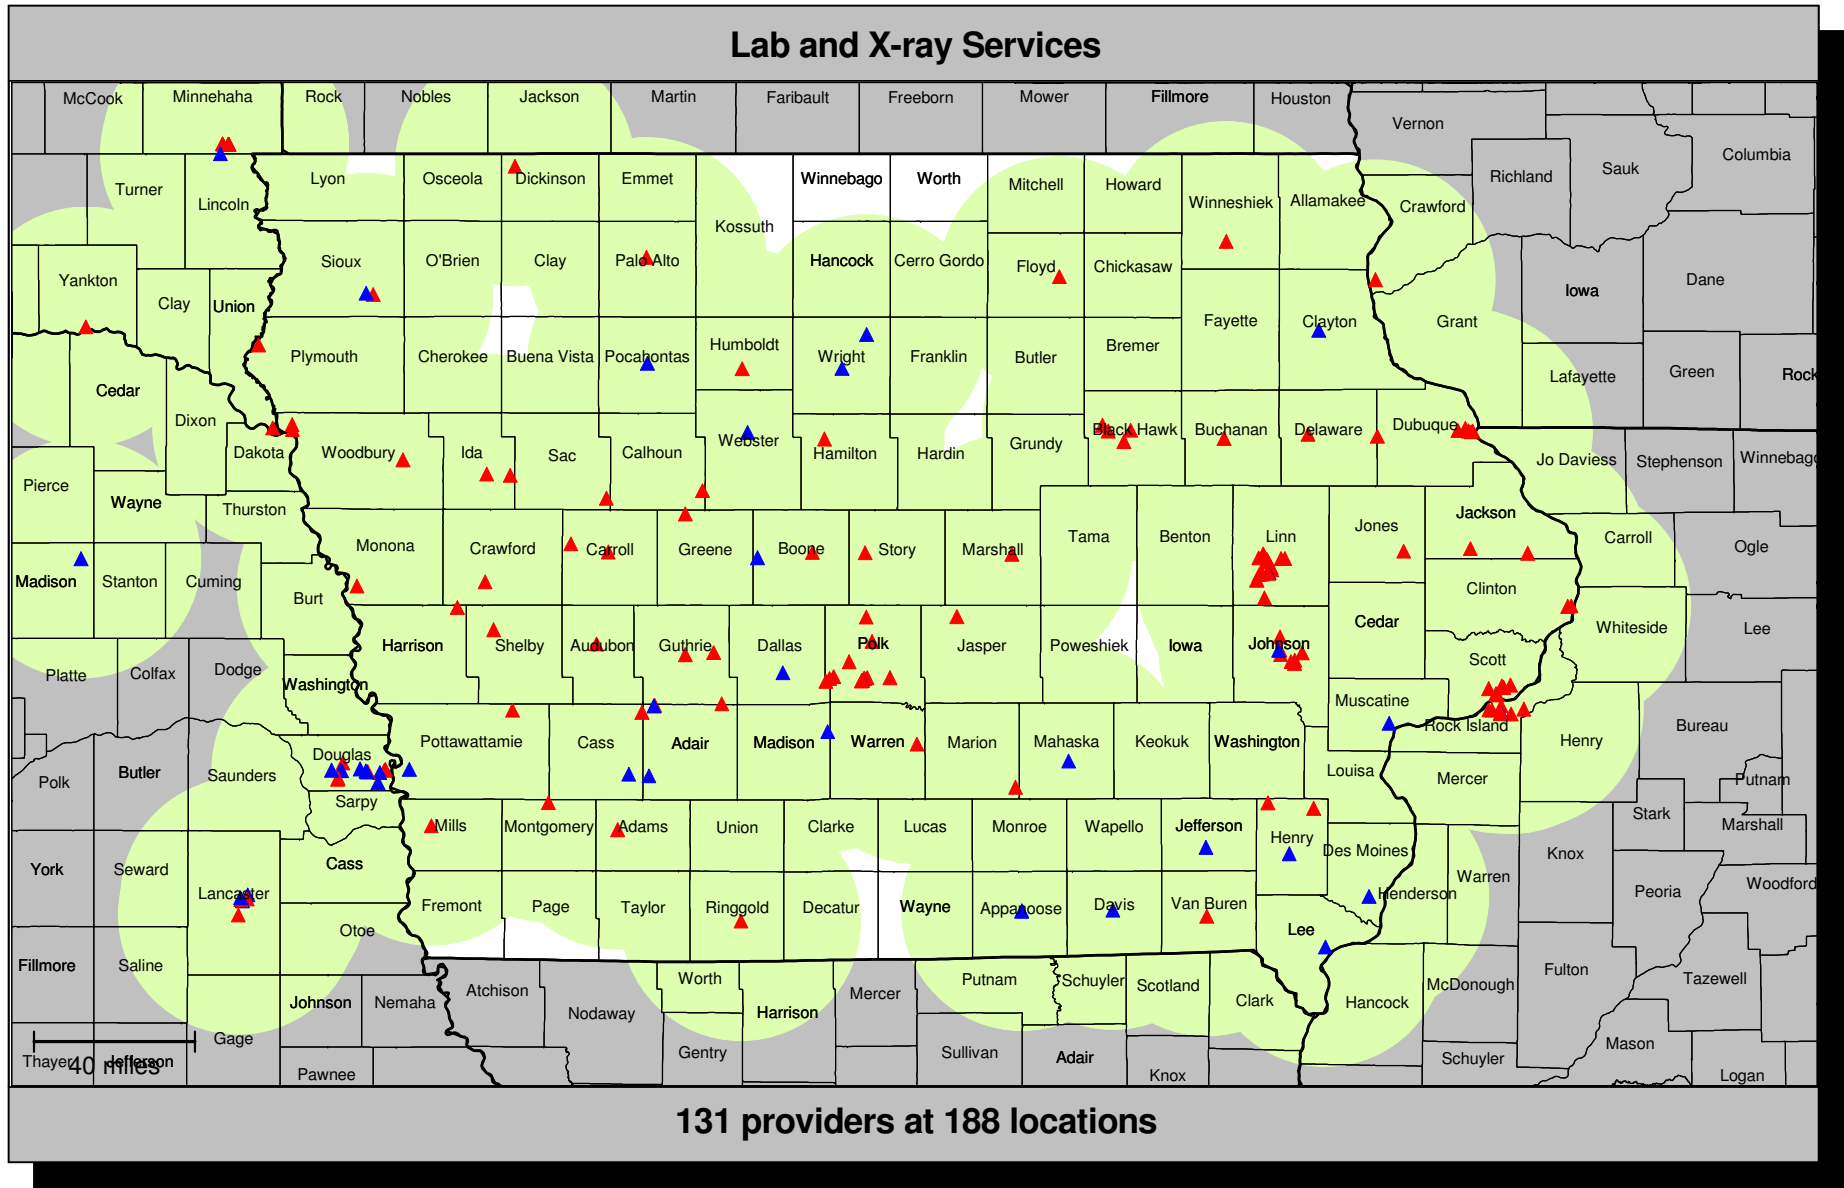 Lab and X-ray Services
McCook Minnehaha Rock Nobles Jackson Martin Faribault Freeborn Mower Fillmore Houston
Vernon
Columbia
Turner Lyon Osceola Dickinson Emmet Winnebago Worth Mitchell Howard Richland Sauk
Lincoln Winneshiek Allamakee Crawford
Kossuth
Yankton Sioux O'Brien Clay Palo Alto Hancock Cerro Gordo Floyd Chickasaw Dane
Clay Union Iowa
Fayette Clayton Grant
Plymouth Cherokee Buena Vista Pocahontas Humboldt Wright Franklin Butler Bremer
Cedar Lafayette Green Rock
Dixon
Dakota Woodbury Ida Sac Calhoun Webster Hamilton Hardin Grundy Black Hawk Buchanan Delaware Dubuque
Jo Daviess Stephenson Winnebago
Pierce Wayne Thurston
Monona Crawford Carroll Greene Boone Story Marshall Tama Benton Linn Jones Jackson
Carroll Ogle
Madison Stanton Cuming Burt Clinton
Harrison Shelby Audubon Guthrie Dallas Polk Jasper Poweshiek Iowa Johnson Cedar Whiteside Lee
Platte Colfax Dodge Washington Scott
Muscatine
Rock Island Henry Bureau
Pottawattamie Cass Adair Madison Warren Marion Mahaska Keokuk Washington
Polk Butler Saunders Douglas Louisa Mercer Putnam
Sarpy
Mills Montgomery Adams Union Clarke Lucas Monroe Wapello Jefferson Henry Stark Marshall
York Seward Cass Des Moines Knox
Lancaster Warren Peoria Woodford
Henderson
Fremont Page Taylor Ringgold Decatur Wayne Appanoose Davis Van Buren
Otoe Lee
Fillmore Saline Fulton Tazewell
Johnson Nemaha Atchison Nodaway Worth Harrison Mercer Putnam Schuyler Scotland Clark Hancock McDonough
Gage Gentry Sullivan Adair Schuyler Mason
Thayer Jefferson
40 miles
Pawnee Knox Logan
131 providers at 188 locations